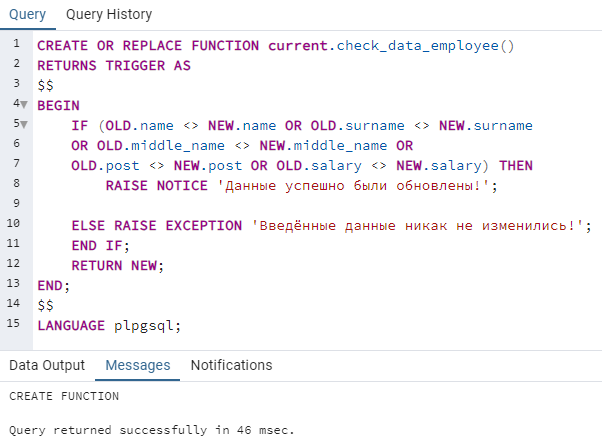 Query Query History
1 CREATE OR REPLACE FUNCTION current.check_data_employee()
2 RETURNS TRIGGER AS
3 $$
4 BEGIN
5 IF (OLD.name <> NEW.name OR OLD.surname <> NEW.surname
6 OR OLD.middle_name <> NEW.middle_name OR
7 OLD.post <> NEW.post OR OLD.salary <> NEW.salary) THEN
8 RAISE NOTICE 'Данные успешно были обновлены!';
9
10 ELSE RAISE EXCEPTION 'Введённые данные никак не изменились!';
11 END IF;
12 RETURN NEW;
13 END;
14 $$
15 LANGUAGE plpgsql;
Data Output Messages Notifications
CREATE FUNCTION
Query returned successfully in 46 msec.